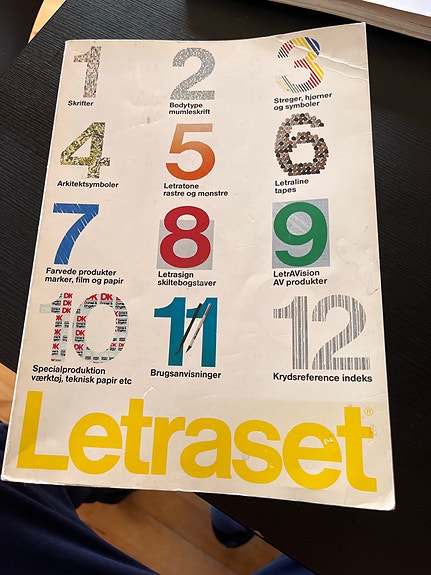 1
Skrifter
2
Bodytype
mumleskrift
3
Streger, hjørner
og symboler
4
Arkitektsymboler
5
Letratone
rastre og mønstre
6
Letraline
tapes
7
Farvede produkter
marker, film og papir
8
Letrasign
skiltebogstaver
9
LetrAVision
AV produkter
10
Specialproduktion
værktøj, teknisk papir etc
11
Brugsanvisninger
12
Krydsreference indeks
Letraset®